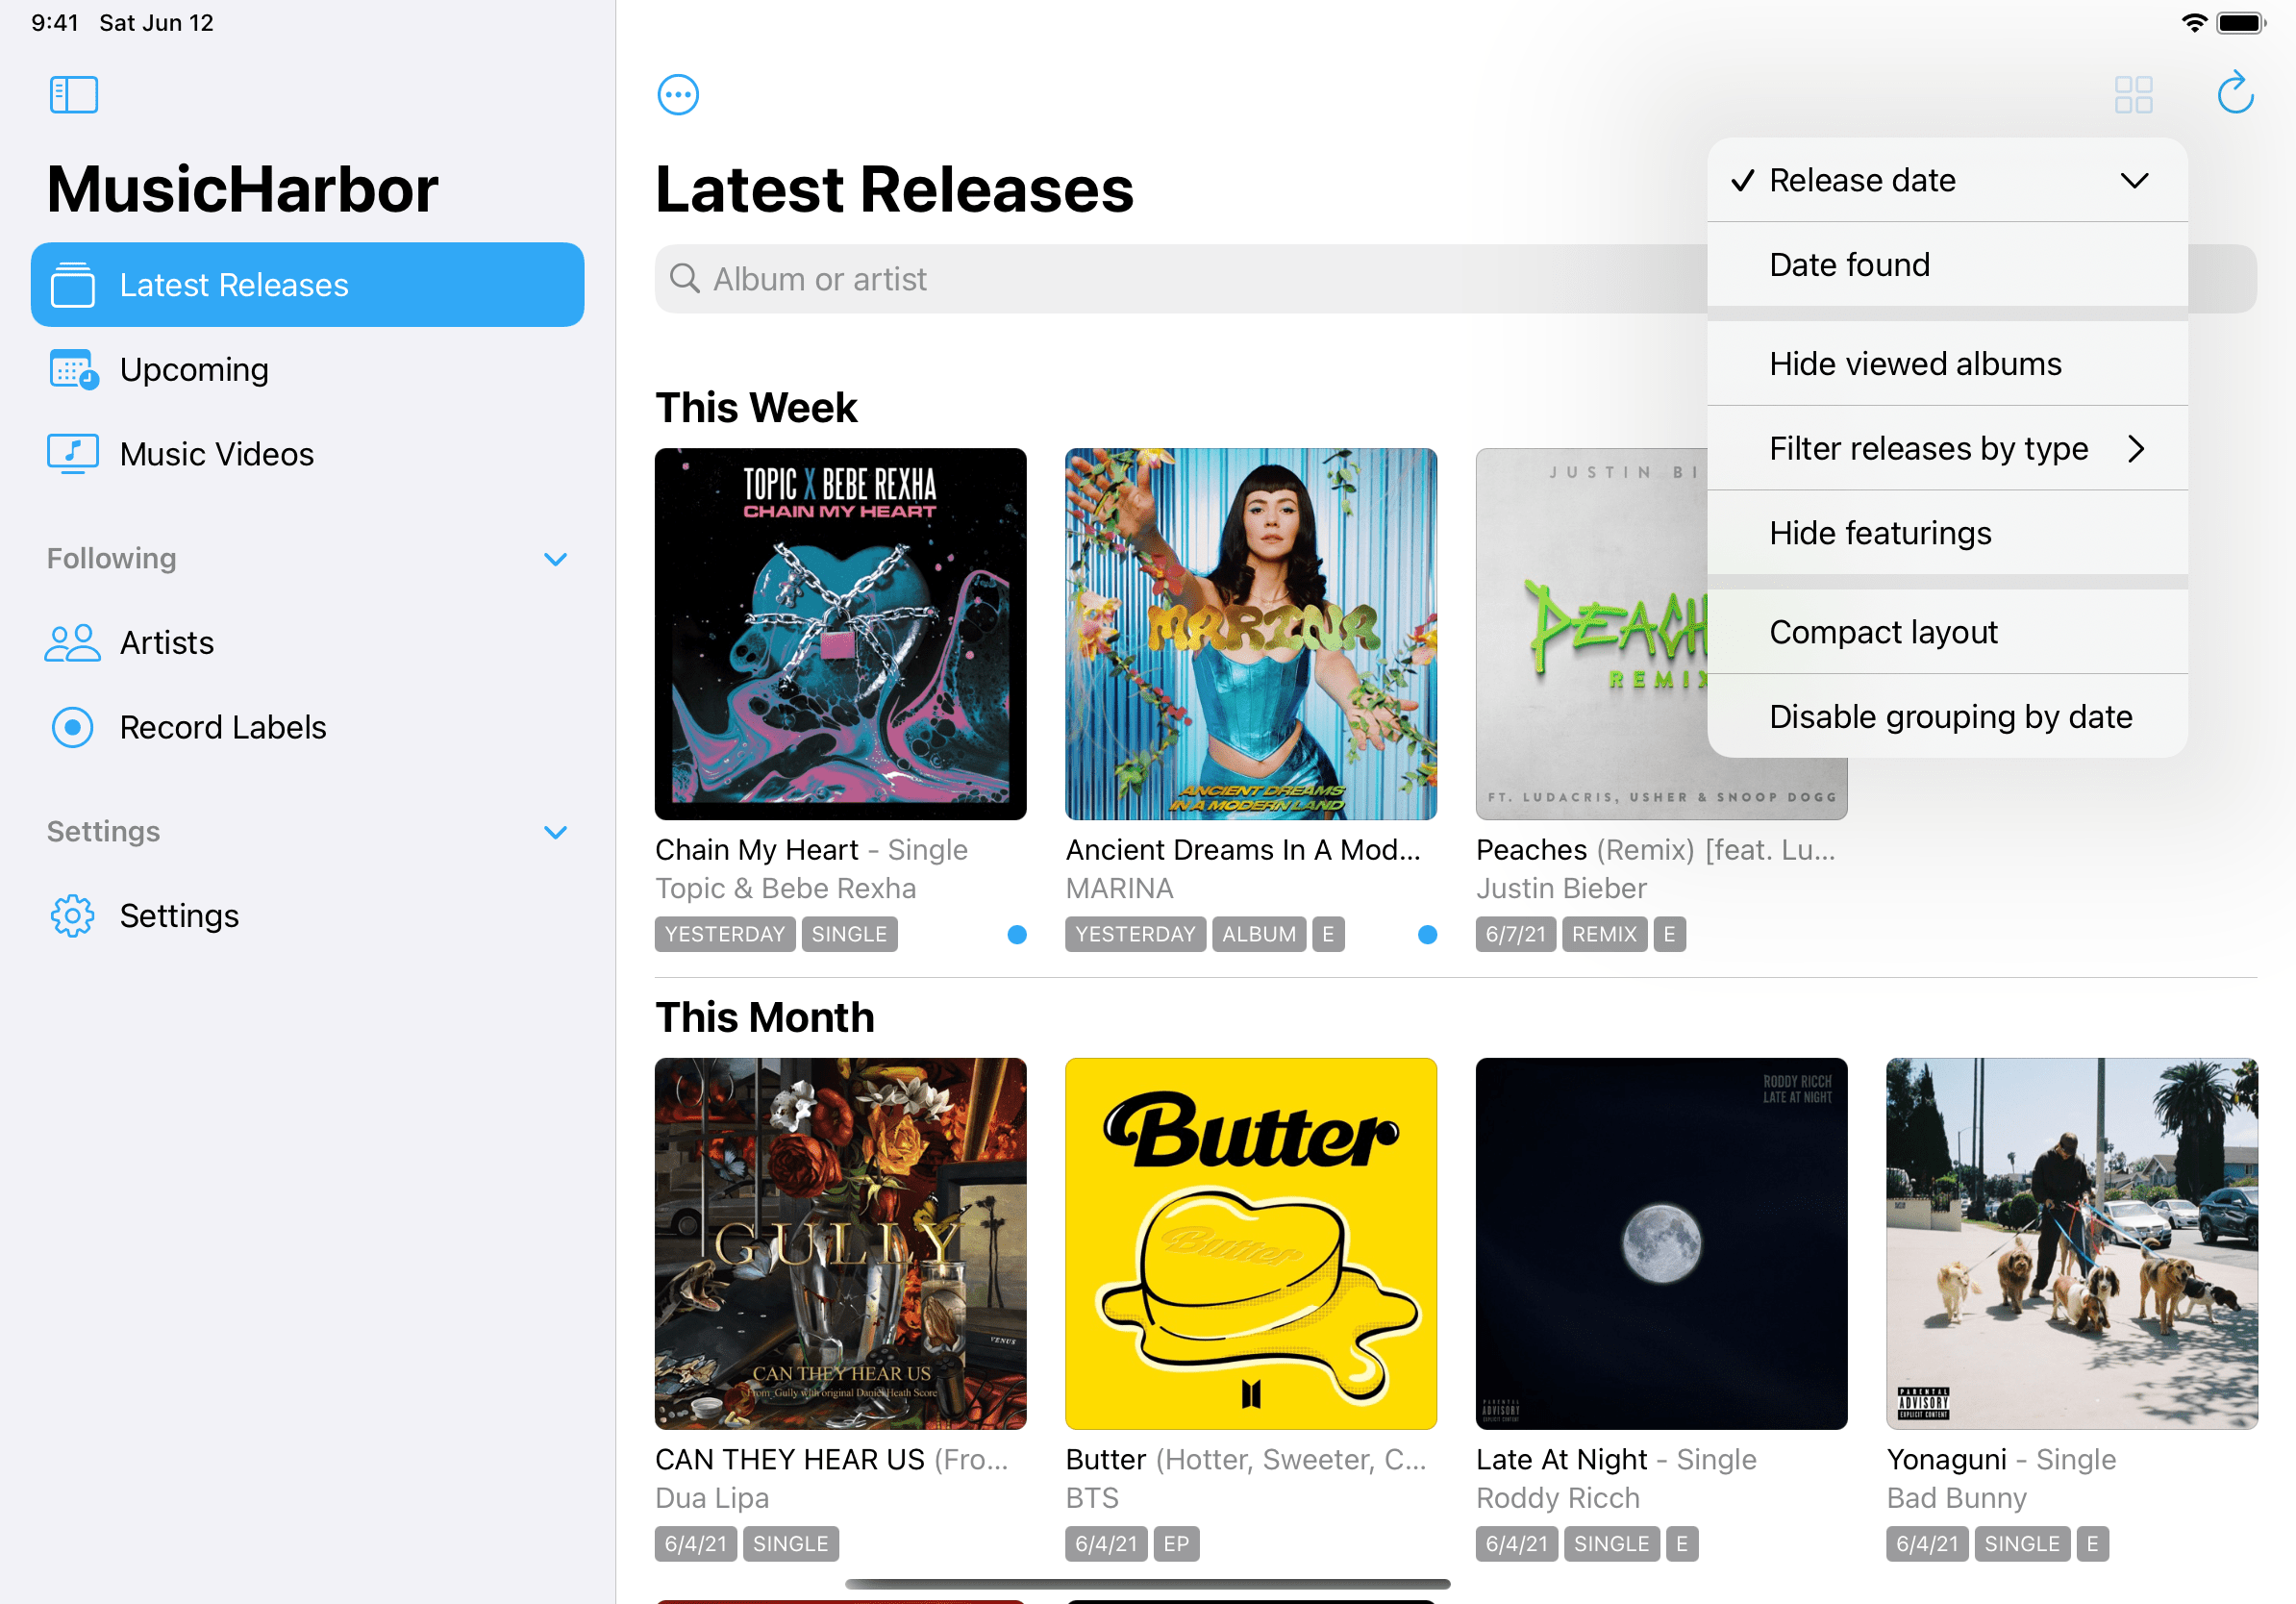 9:41 Sat Jun 12
MusicHarbor
Latest Releases
Upcoming
Music Videos
Following
Artists
Record Labels
Settings
Settings
Latest Releases
Album or artist
Release date
Date found
Hide viewed albums
Filter releases by type
Hide featurings
Compact layout
Disable grouping by date
This Week
TOPIC X BEBE REXHA
CHAIN MY HEART
Chain My Heart - Single
Topic & Bebe Rexha
YESTERDAY SINGLE
MARINA
ANCIENT DREAMS
IN A MODERN LAND
Ancient Dreams In A Mod...
MARINA
YESTERDAY ALBUM E
JUSTIN BI
PEACH
REMIX
FT. LUDACRIS, USHER & SNOOP DOGG
Peaches (Remix) [feat. Lu...
Justin Bieber
6/7/21 REMIX E
This Month
GULLY
VENUS
CAN THEY HEAR US
From Gully with original Daniel Heath Score
CAN THEY HEAR US (Fro...
Dua Lipa
6/4/21 SINGLE
Butter
Butter
Butter (Hotter, Sweeter, C...
BTS
6/4/21 EP
RODDY RICCH
LATE AT NIGHT
PARENTAL
ADVISORY
EXPLICIT CONTENT
Late At Night - Single
Roddy Ricch
6/4/21 SINGLE E
PARENTAL
ADVISORY
EXPLICIT CONTENT
Yonaguni - Single
Bad Bunny
6/4/21 SINGLE E